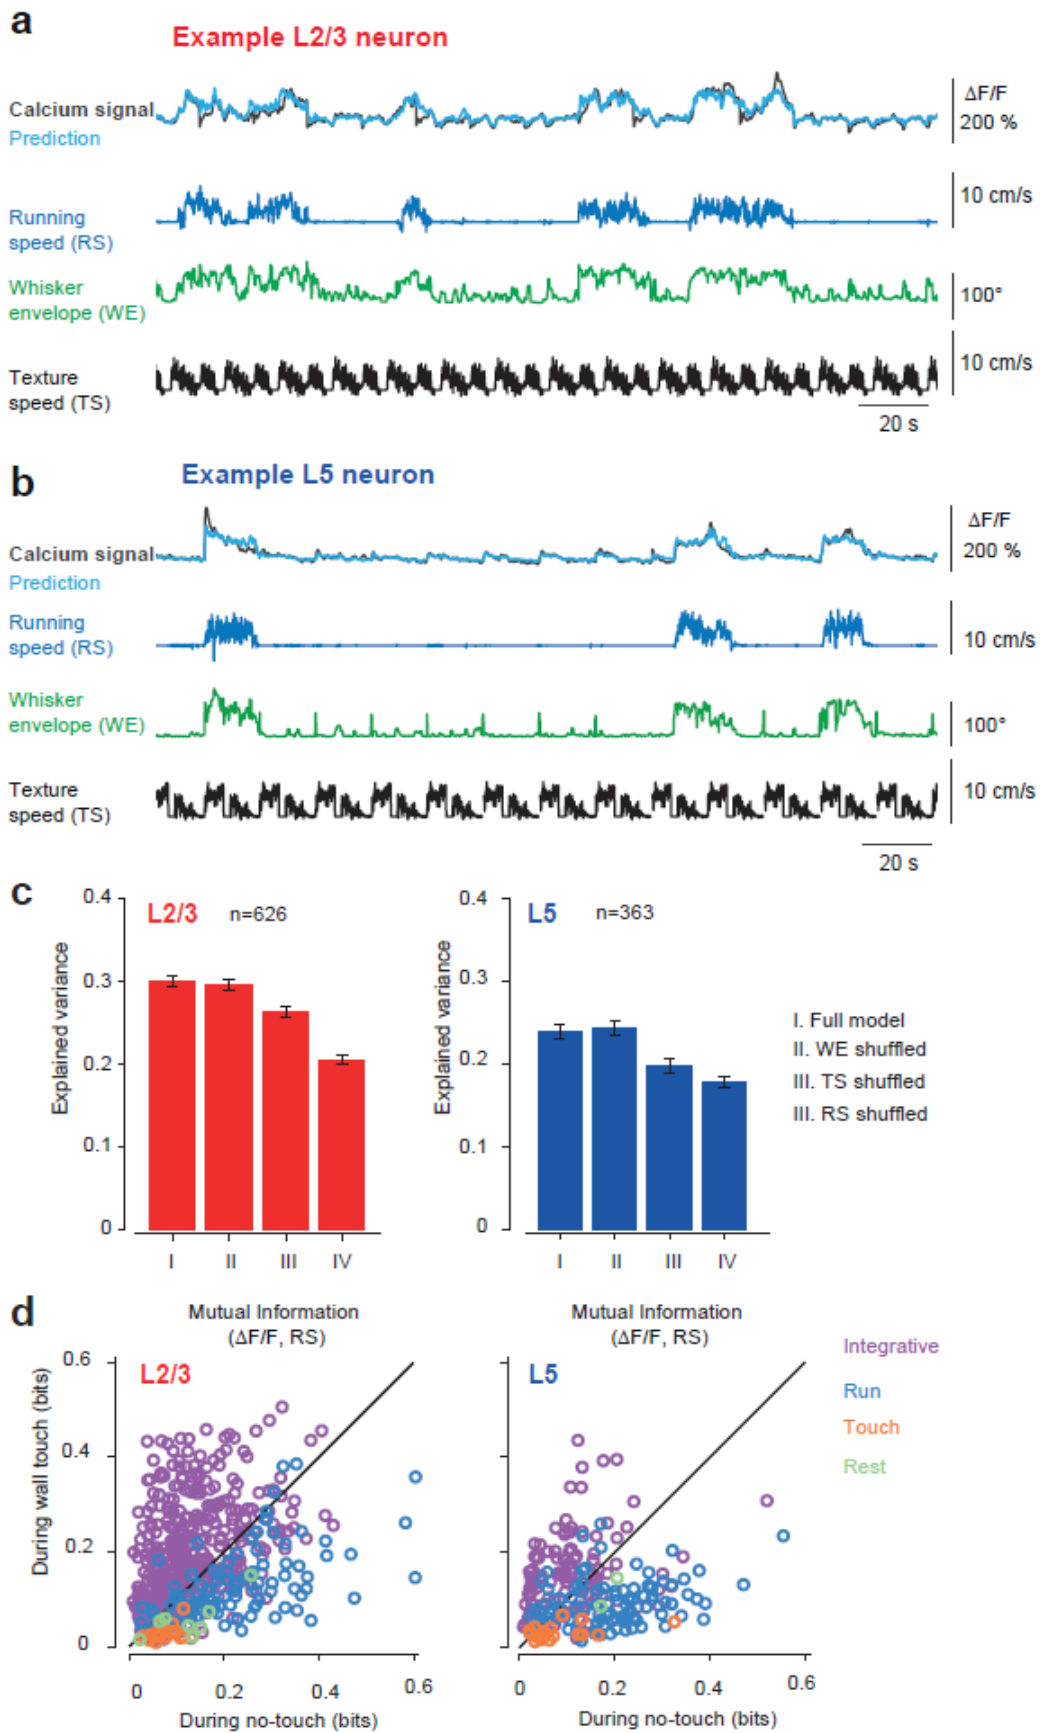 a
Example L2/3 neuron
Calcium signal
Prediction
ΔF/F
200 %
Running
speed (RS)
10 cm/s
Whisker
envelope (WE)
100°
Texture
speed (TS)
10 cm/s
20 s
b
Example L5 neuron
Calcium signal
Prediction
ΔF/F
200 %
Running
speed (RS)
10 cm/s
Whisker
envelope (WE)
100°
Texture
speed (TS)
10 cm/s
20 s
c
L2/3 n=626
Explained variance
0.4
0.3
0.2
0.1
0
I II III IV
L5 n=363
Explained variance
0.4
0.3
0.2
0.1
0
I II III IV
I. Full model
II. WE shuffled
III. TS shuffled
III. RS shuffled
d
Mutual Information
(ΔF/F, RS)
L2/3
During wall touch (bits)
0.6
0.4
0.2
0
0 0.2 0.4 0.6
During no-touch (bits)
Mutual Information
(ΔF/F, RS)
L5
0 0.2 0.4 0.6
During no-touch (bits)
Integrative
Run
Touch
Rest